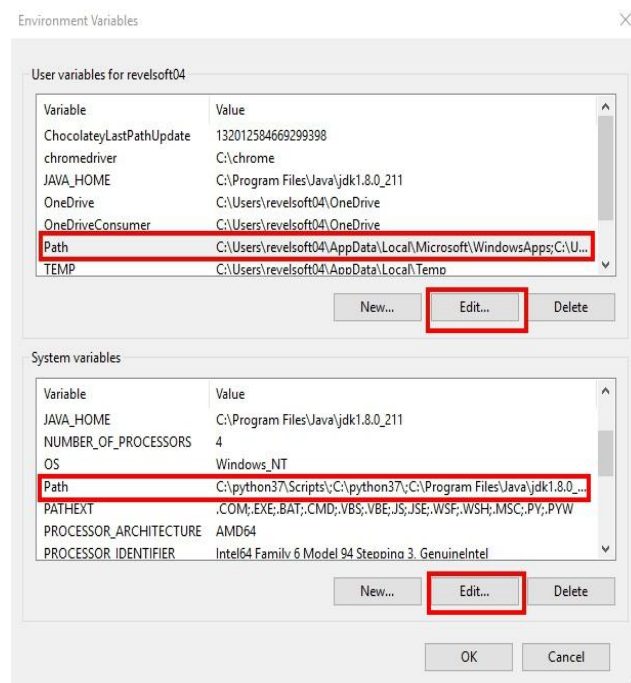 Environment Variables
User variables for revelsoft04
Variable Value
ChocolateyLastPathUpdate 132012584669299398
chromedriver C:\chrome
JAVA_HOME C:\Program Files\Java\jdk1.8.0_211
OneDrive C:\Users\revelsoft04\OneDrive
OneDriveConsumer C:\Users\revelsoft04\OneDrive
Path C:\Users\revelsoft04\AppData\Local\Microsoft\WindowsApps;C:\U...
TEMP C:\Users\revelsoft04\AppData\Local\Temp
New... Edit... Delete
System variables
Variable Value
JAVA_HOME C:\Program Files\Java\jdk1.8.0_211
NUMBER_OF_PROCESSORS 4
OS Windows_NT
Path C:\python37\Scripts\;C:\python37\;C:\Program Files\Java\jdk1.8.0_...
PATHEXT .COM;.EXE;.BAT;.CMD;.VBS;.VBE;.JS;.JSE;.WSF;.WSH;.MSC;.PY;.PYW
PROCESSOR_ARCHITECTURE AMD64
PROCESSOR_IDENTIFIER Intel64 Family 6 Model 94 Stepping 3, GenuineIntel
New... Edit... Delete
OK Cancel